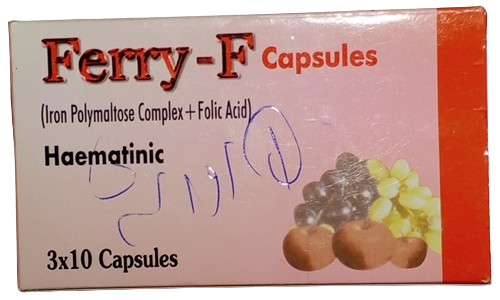 Ferry-F Capsules
(Iron Polymaltose Complex+Folic Acid)
Haematinic
3x10 Capsules